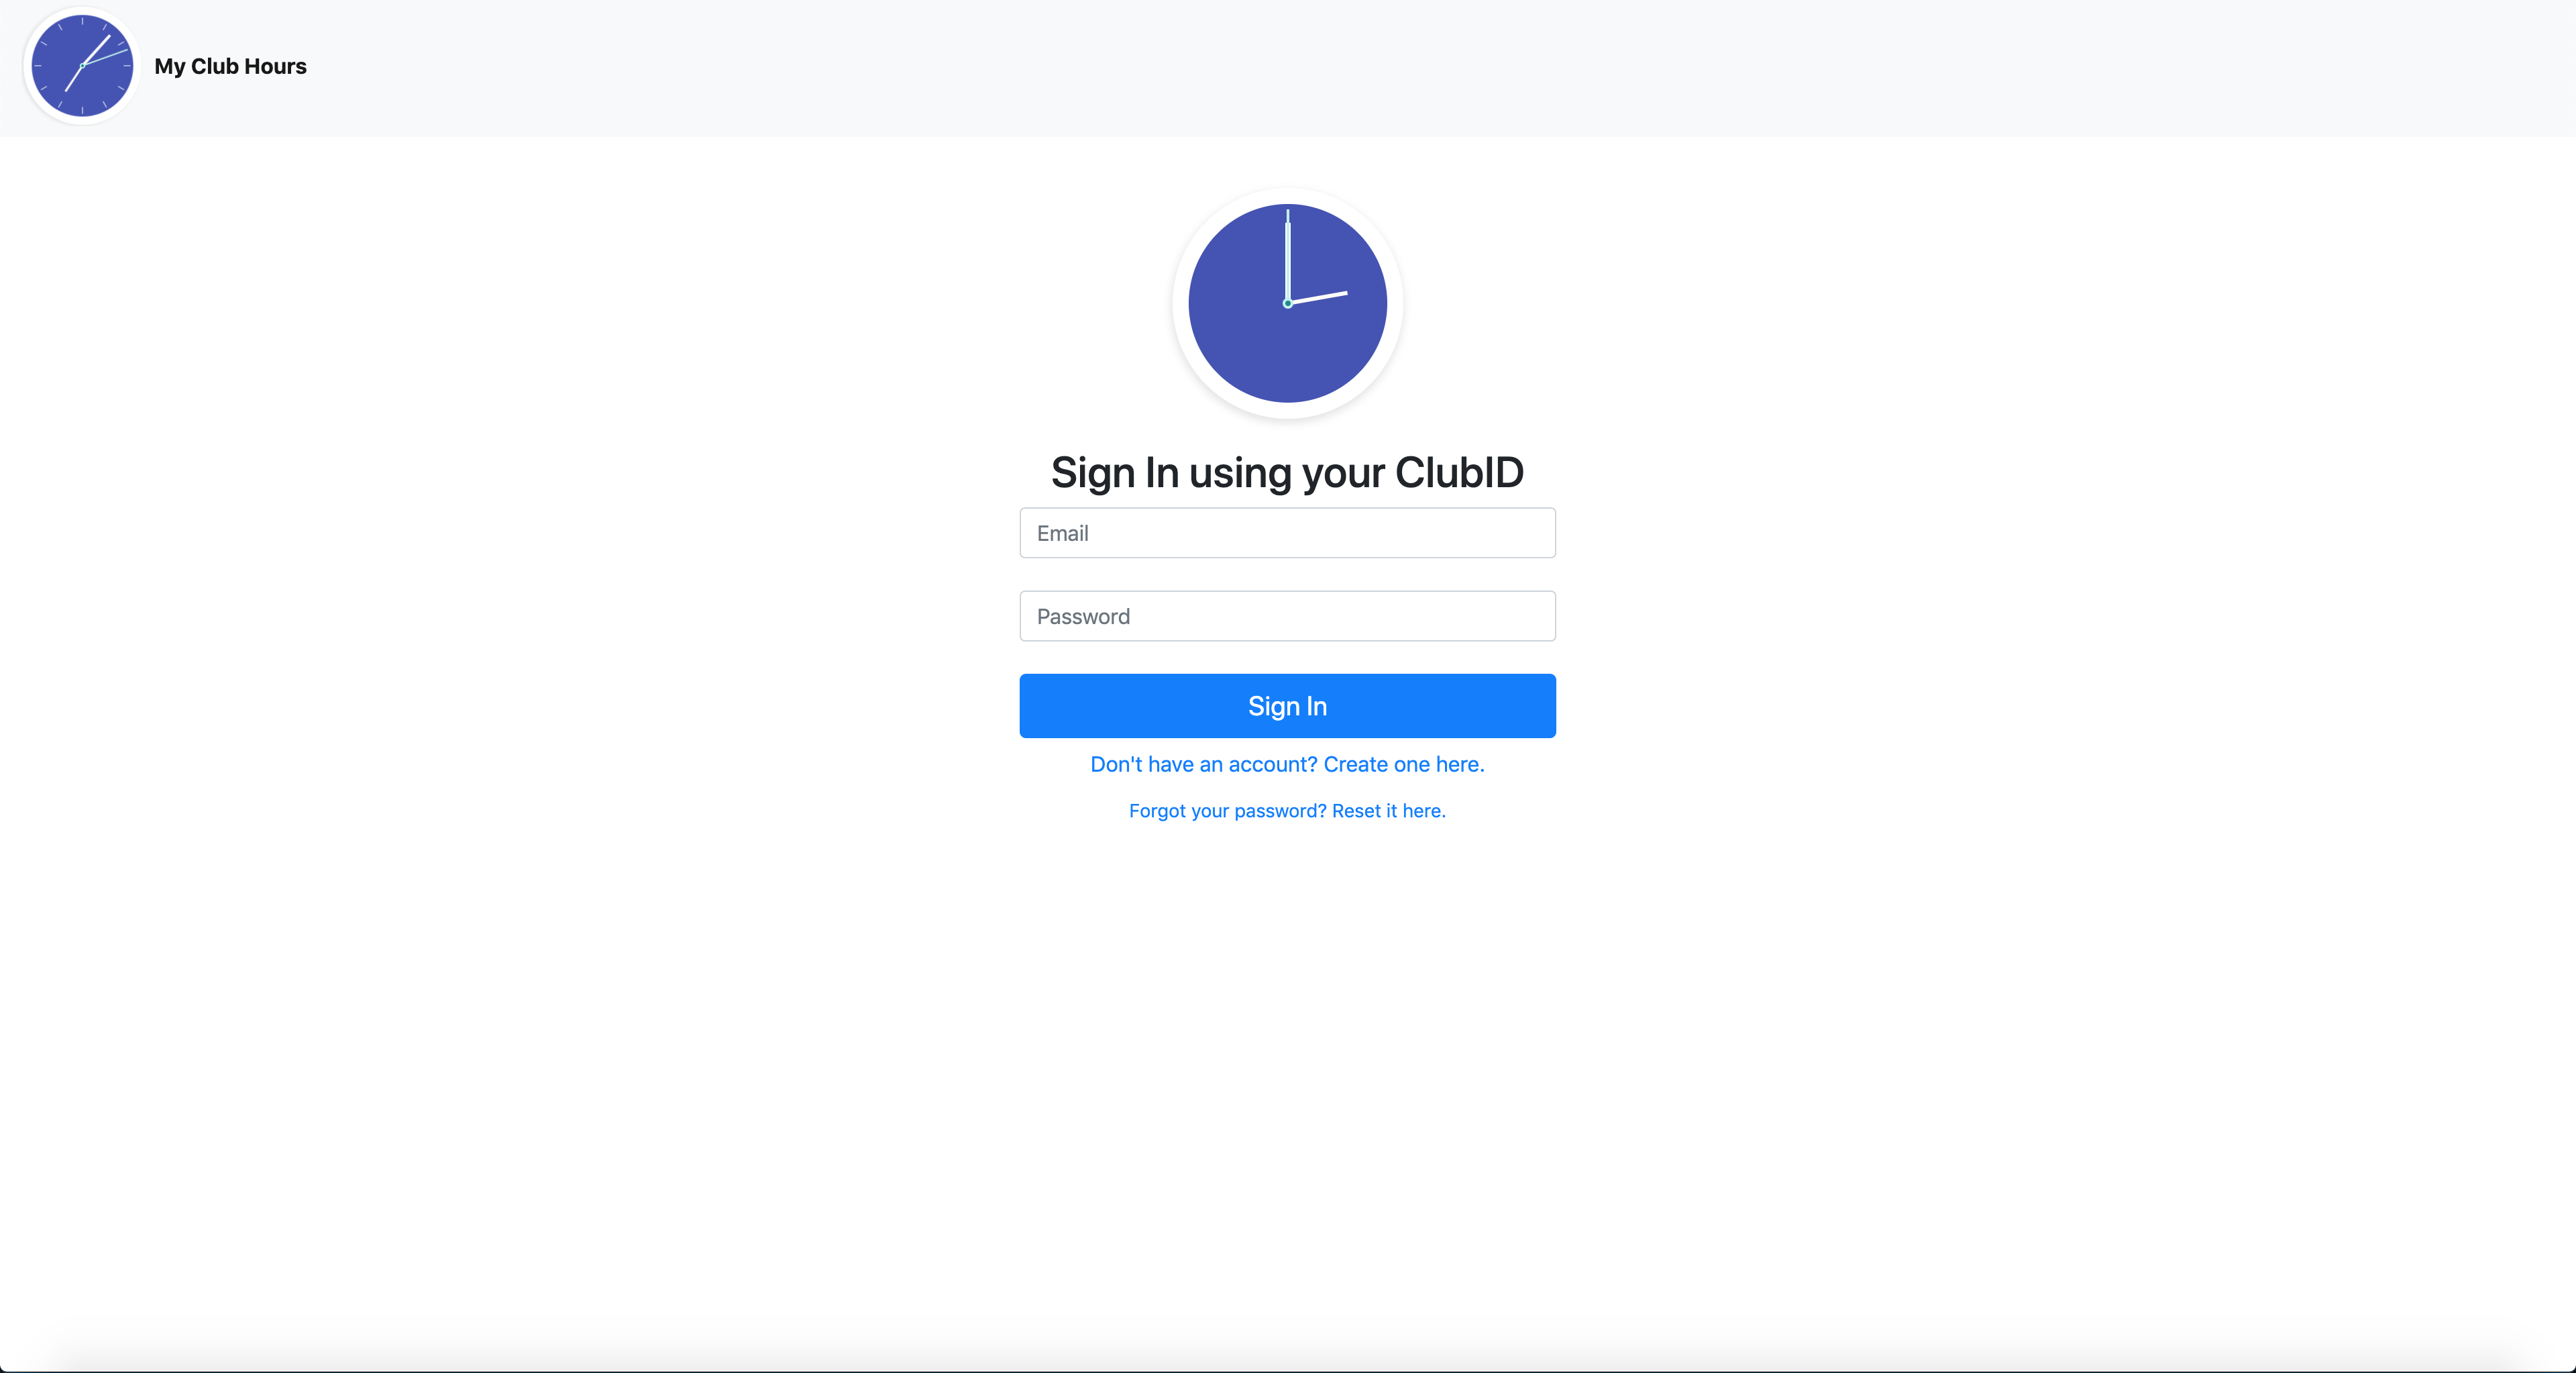 My Club Hours
Sign In using your ClubID
Email
Password
Sign In
Don't have an account? Create one here.
Forgot your password? Reset it here.